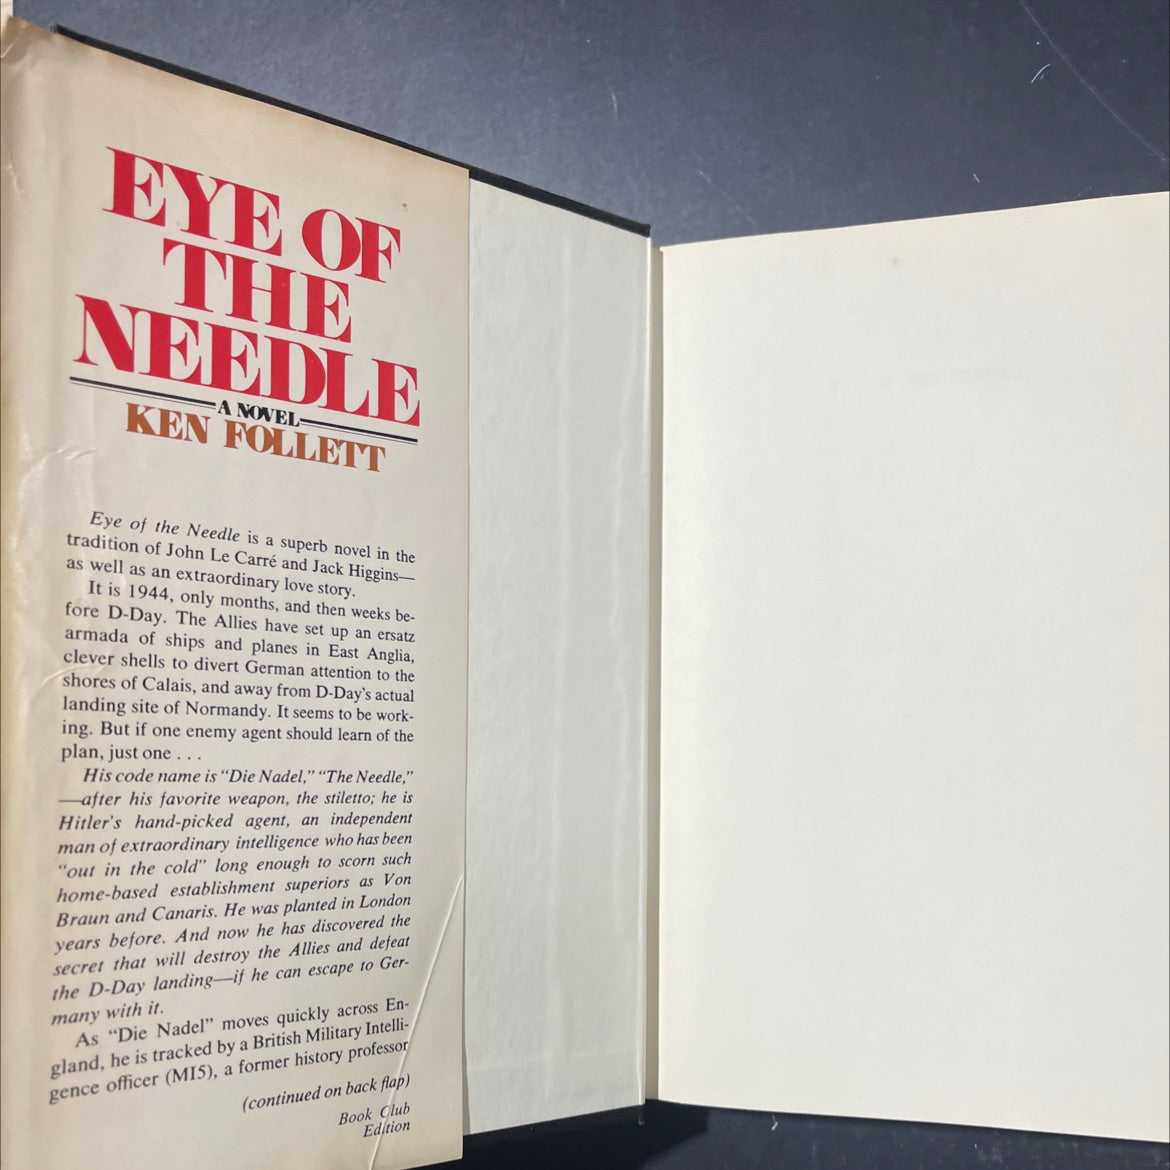 EYE OF
THE
NEEDLE
A NOVEL
KEN FOLLETT
Eye of the Needle is a superb novel in the
tradition of John Le Carré and Jack Higgins—
as well as an extraordinary love story.
It is 1944, only months, and then weeks be-
fore D-Day. The Allies have set up an ersatz
armada of ships and planes in East Anglia,
clever shells to divert German attention to the
shores of Calais, and away from D-Day's actual
landing site of Normandy. It seems to be work-
ing. But if one enemy agent should learn of the
plan, just one . . .
His code name is “Die Nadel,” “The Needle,”
—after his favorite weapon, the stiletto; he is
Hitler's hand-picked agent, an independent
man of extraordinary intelligence who has been
“out in the cold” long enough to scorn such
home-based establishment superiors as Von
Braun and Canaris. He was planted in London
years before. And now he has discovered the
secret that will destroy the Allies and defeat
the D-Day landing—if he can escape to Ger-
many with it.
As “Die Nadel” moves quickly across En-
gland, he is tracked by a British Military Intelli-
gence officer (MI5), a former history professor
(continued on back flap)
Book Club
Edition